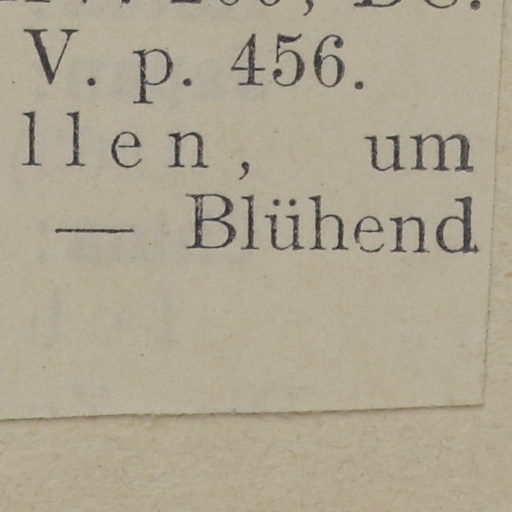 V. p. 456.
llen, um
— Blühend